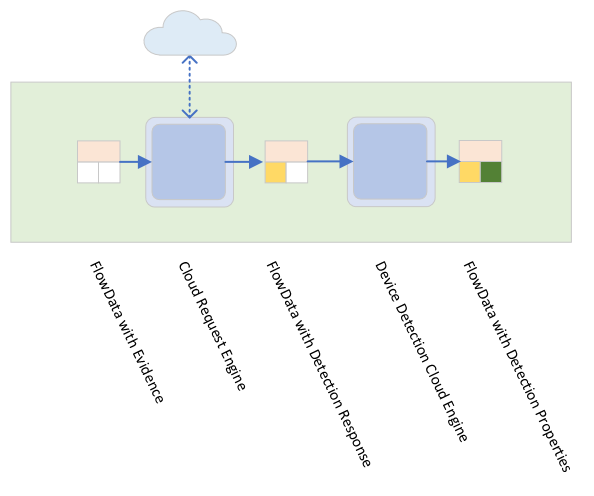 FlowData with Evidence
Cloud Request Engine
FlowData with Detection Response
Device Detection Cloud Engine
FlowData with Detection Properties